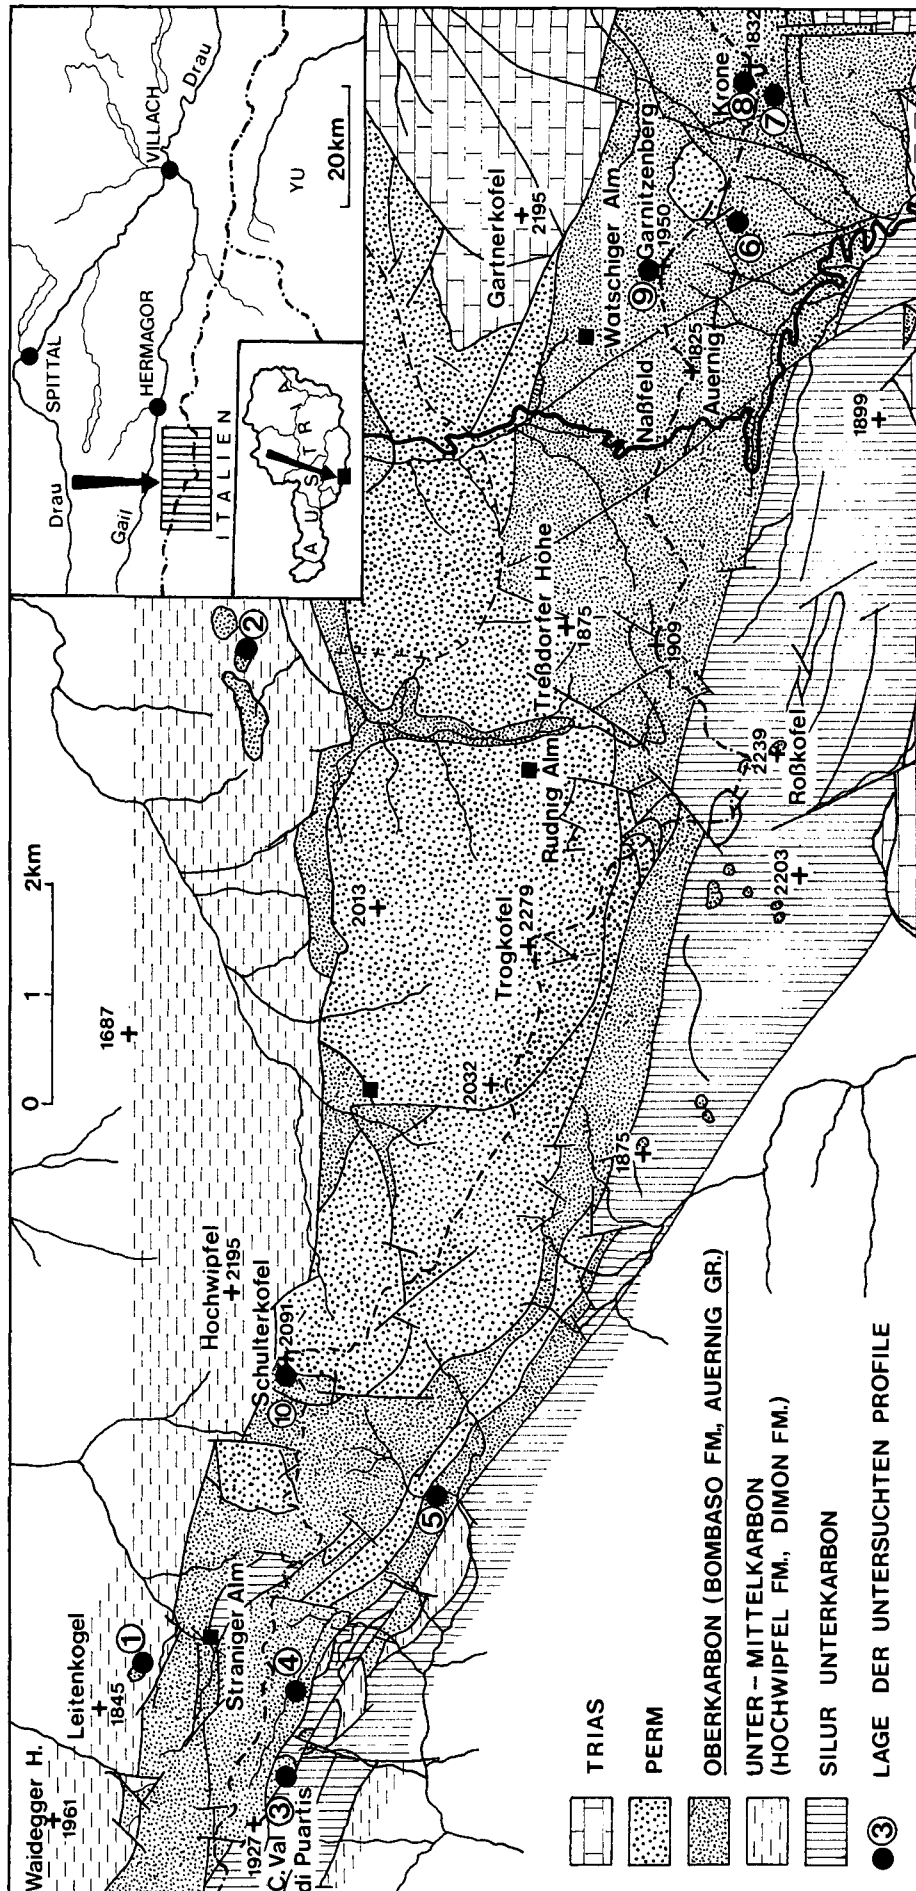 Waidegger H.
1961
Leitenkogel
1845
1
Straniger Alm
1927
C. Val
di Puartis
3
4
5
Hochwipfel
2195
Schulterkofel
2091
10
1687
0 1 2km
2013
2032
Trogkofel
2279
Rudnig Alm
1875
2203
2239
Roßkofel
2
Treßdorfer Höhe
1875
1909
Gartnerkofel
2195
Watschiger Alm
Naßfeld
Garnitzenberg
1950
9
1825
Auernig
6
Krone
1832
8
7
1899
SPITTAL
Drau
HERMAGOR
Gail
VILLACH
Drau
ITALIEN
YU
20km
AUSTRIA
TRIAS
PERM
OBERKARBON (BOMBASO FM., AUERNIG GR.)
UNTER-MITTELKARBON
(HOCHWIPFEL FM., DIMON FM.)
SILUR UNTERKARBON
3 LAGE DER UNTERSUCHTEN PROFILE